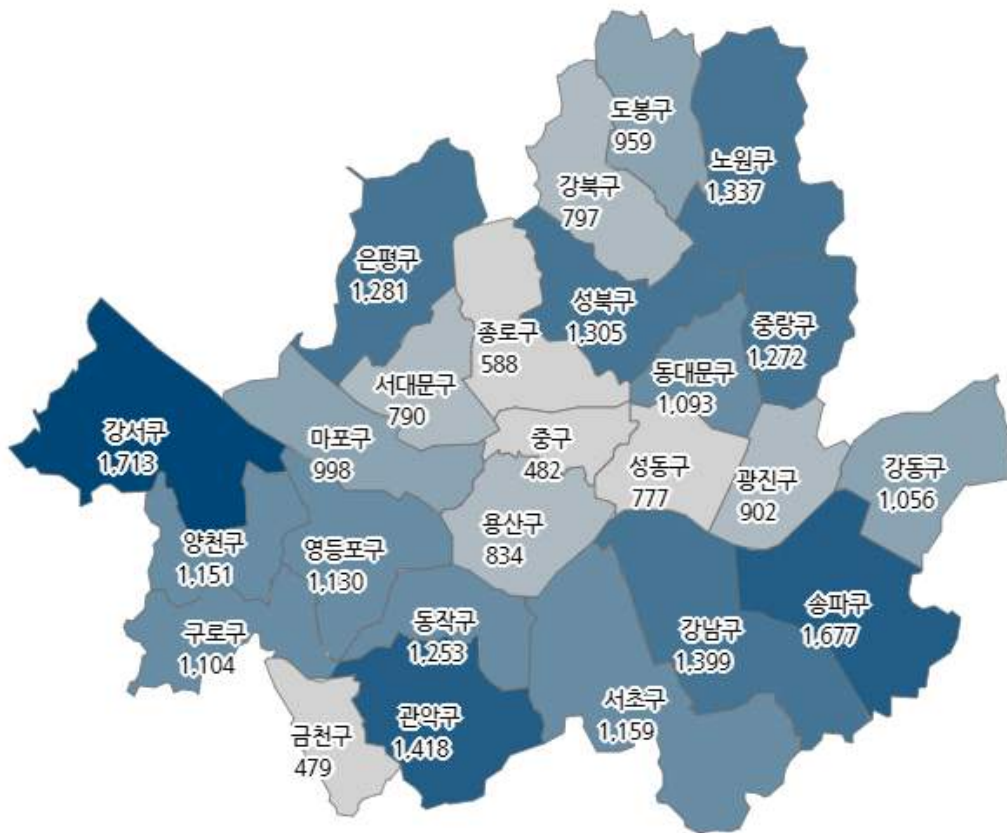 도봉구
959
노원구
1,337
강북구
797
은평구
1,281
성북구
1,305
종로구
588
중랑구
1,272
동대문구
1,093
서대문구
790
강서구
1,713
마포구
998
중구
482
성동구
777
광진구
902
강동구
1,056
용산구
834
양천구
1,151
영등포구
1,130
송파구
1,677
동작구
1,253
강남구
1,399
구로구
1,104
서초구
1,159
관악구
1,418
금천구
479